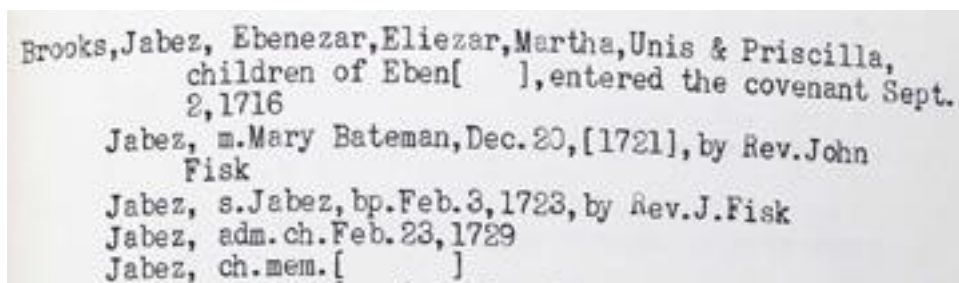 Brooks,Jabez, Ebenezar,Eliezar,Martha,Unis & Priscilla,
children of Eben[ ],entered the covenant Sept.
2,1716
Jabez, m.Mary Bateman,Dec.20,[1721],by Rev.John
Fisk
Jabez, s.Jabez,bp.Feb.3,1723,by Rev.J.Fisk
Jabez, adm.ch.Feb.23,1729
Jabez, ch.mem.[ ]